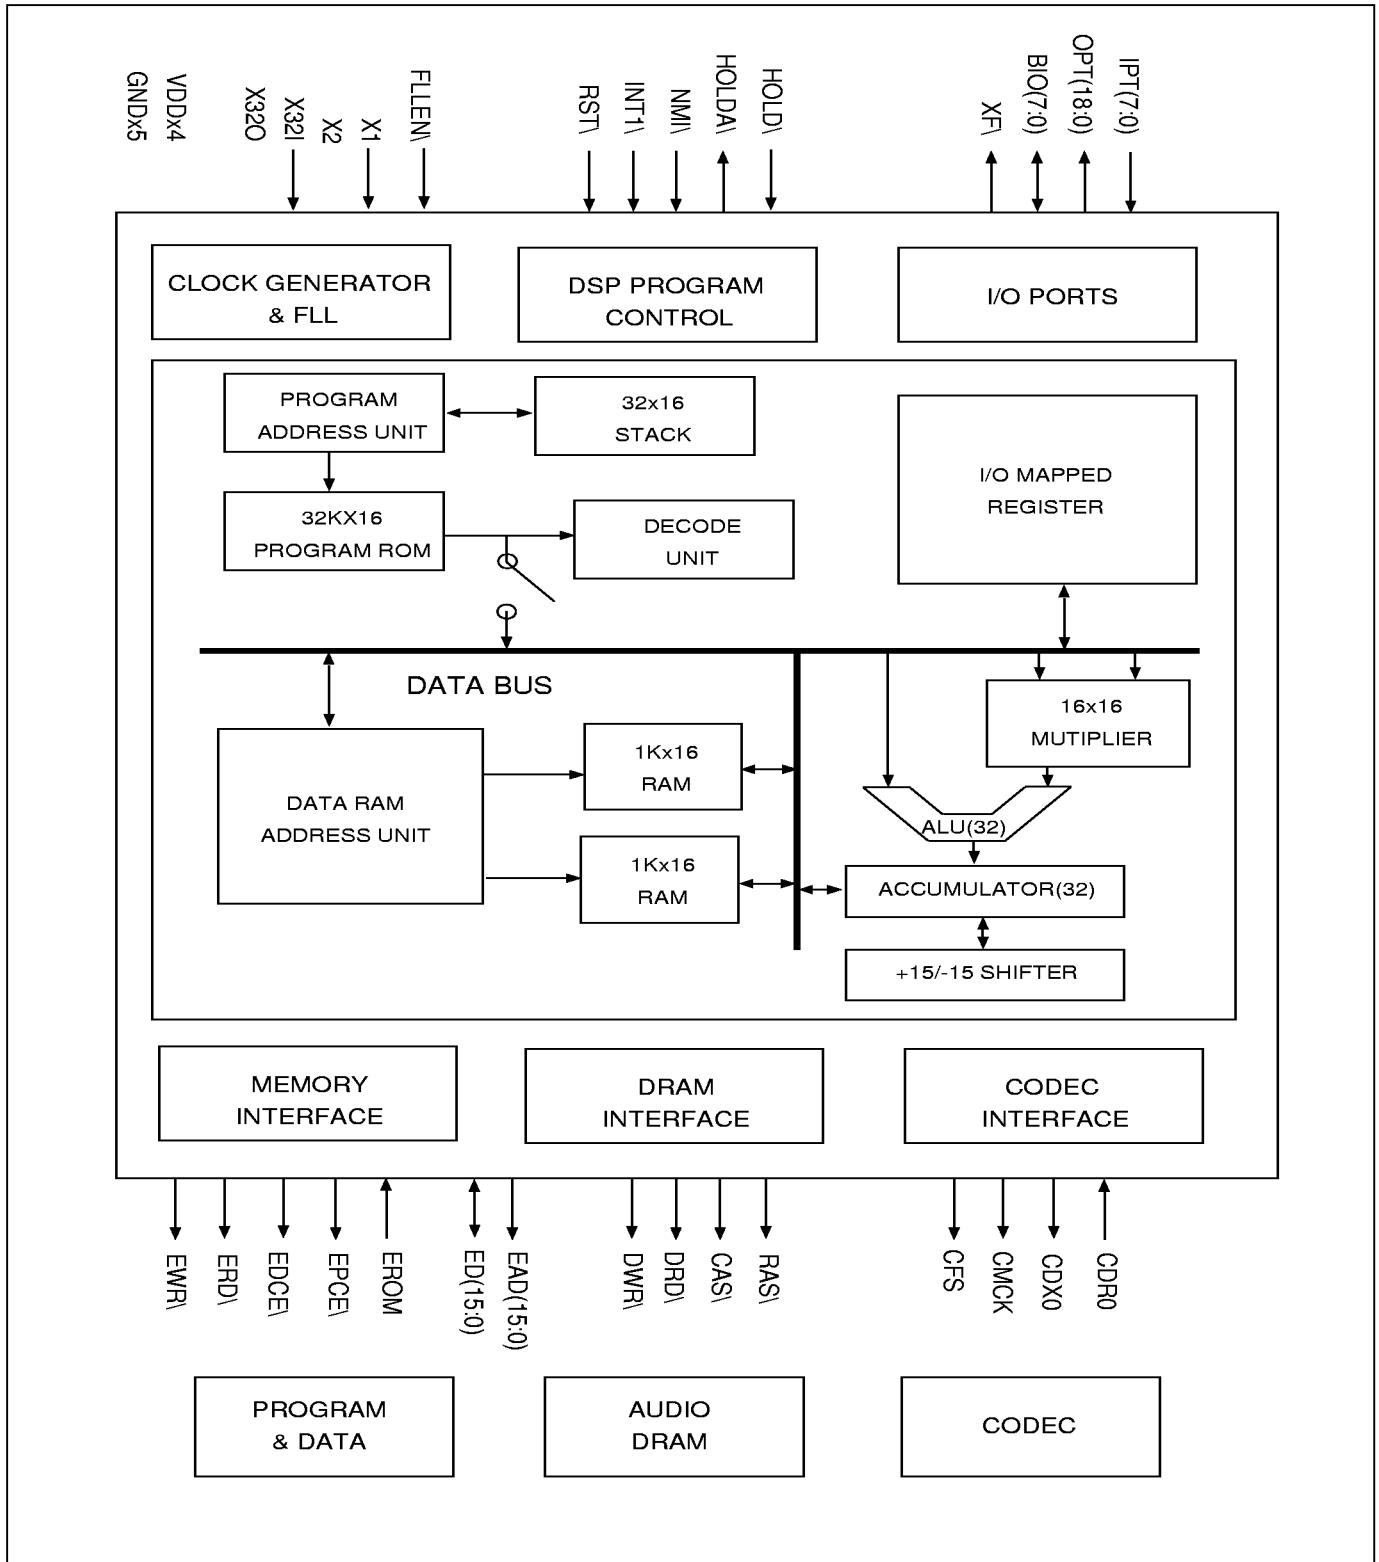 GNDx5
VDDx4
X32O
X32I
X2
X1
FLLEN\
RST\
INT1\
NMI\
HOLDA\
HOLD\
XF\
BIO(7:0)
OPT(18:0)
IPT(7:0)
CLOCK GENERATOR
& FLL
DSP PROGRAM
CONTROL
I/O PORTS
PROGRAM
ADDRESS UNIT
32x16
STACK
I/O MAPPED
REGISTER
32KX16
PROGRAM ROM
DECODE
UNIT
DATA BUS
16x16
MUTIPLIER
1Kx16
RAM
DATA RAM
ADDRESS UNIT
ALU(32)
1Kx16
RAM
ACCUMULATOR(32)
+15/-15 SHIFTER
MEMORY
INTERFACE
DRAM
INTERFACE
CODEC
INTERFACE
EWR\
ERD\
EDCE\
EPCE\
EROM
ED(15:0)
EAD(15:0)
DWR\
DRD\
CAS\
RAS\
CFS
CMCK
CDX0
CDR0
PROGRAM
& DATA
AUDIO
DRAM
CODEC